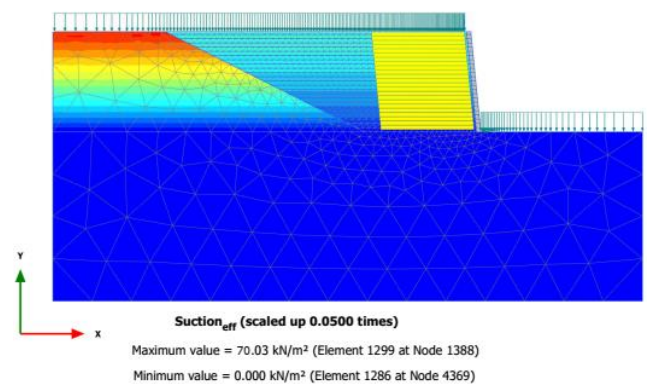 Y
X
Suction_eff (scaled up 0.0500 times)
Maximum value = 70.03 kN/m² (Element 1299 at Node 1388)
Minimum value = 0.000 kN/m² (Element 1286 at Node 4369)